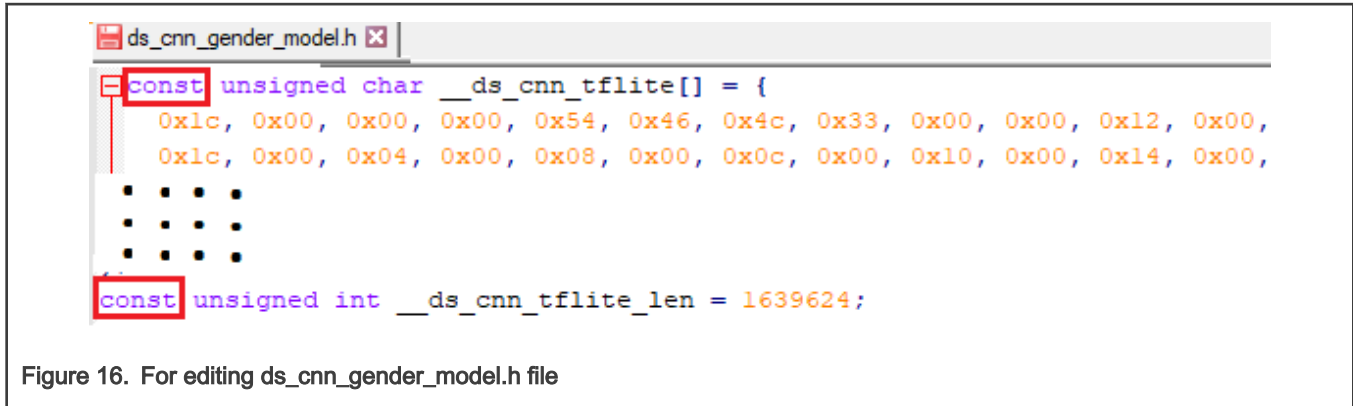 ds_cnn_gender_model.h
const unsigned char __ds_cnn_tflite[] = {
0x1c, 0x00, 0x00, 0x00, 0x54, 0x46, 0x4c, 0x33, 0x00, 0x00, 0x12, 0x00,
0x1c, 0x00, 0x04, 0x00, 0x08, 0x00, 0x0c, 0x00, 0x10, 0x00, 0x14, 0x00,
. . . .
. . . .
. . . .
const unsigned int __ds_cnn_tflite_len = 1639624;
Figure 16. For editing ds_cnn_gender_model.h file